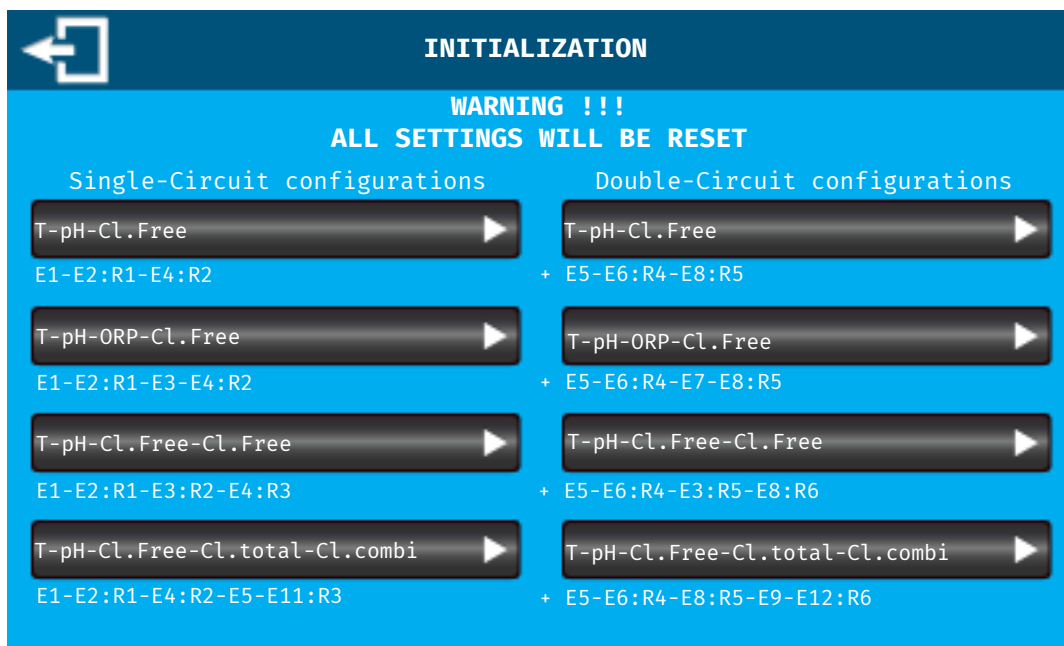 INITIALIZATION
WARNING !!!
ALL SETTINGS WILL BE RESET
Single-Circuit configurations
T-pH-Cl.Free
E1-E2:R1-E4:R2
T-pH-ORP-Cl.Free
E1-E2:R1-E3-E4:R2
T-pH-Cl.Free-Cl.Free
E1-E2:R1-E3:R2-E4:R3
T-pH-Cl.Free-Cl.total-Cl.combi
E1-E2:R1-E4:R2-E5-E11:R3
Double-Circuit configurations
T-pH-Cl.Free
+ E5-E6:R4-E8:R5
T-pH-ORP-Cl.Free
+ E5-E6:R4-E7-E8:R5
T-pH-Cl.Free-Cl.Free
+ E5-E6:R4-E3:R5-E8:R6
T-pH-Cl.Free-Cl.total-Cl.combi
+ E5-E6:R4-E8:R5-E9-E12:R6